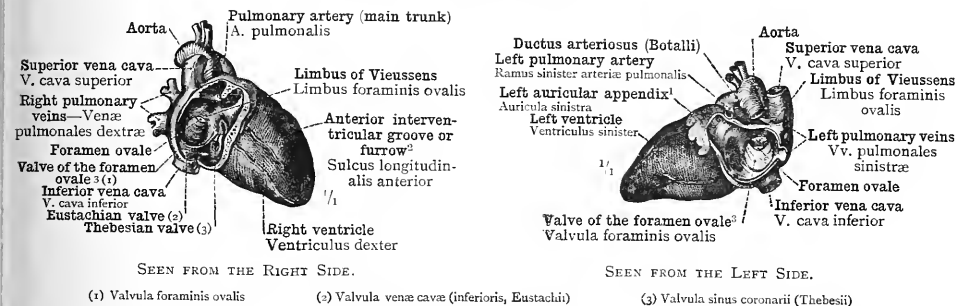 Pulmonary artery (main trunk)
A. pulmonalis
Aorta
Superior vena cava
V. cava superior
Right pulmonary
veins—Venæ
pulmonales dextræ
Foramen ovale
Valve of the foramen
ovale ³ (1)
Inferior vena cava
V. cava inferior
Eustachian valve (2)
Thebesian valve (3)
Limbus of Vieussens
Limbus foraminis ovalis
Anterior interven-
tricular groove or
furrow²
Sulcus longitudin-
alis anterior
1/1
Right ventricle
Ventriculus dexter
SEEN FROM THE RIGHT SIDE.
Ductus arteriosus (Botalli)
Left pulmonary artery
Ramus sinister arteriæ pulmonalis
Left auricular appendix¹
Auricula sinistra
Left ventricle
Ventriculus sinister
1/1
Aorta
Superior vena cava
V. cava superior
Limbus of Vieussens
Limbus foraminis
ovalis
Left pulmonary veins
Vv. pulmonales
sinistræ
Foramen ovale
Inferior vena cava
V. cava inferior
Valve of the foramen ovale³
Valvula foraminis ovalis
SEEN FROM THE LEFT SIDE.
(1) Valvula foraminis ovalis (2) Valvula venæ cavæ (inferioris, Eustachii) (3) Valvula sinus coronarii (Thebesii)